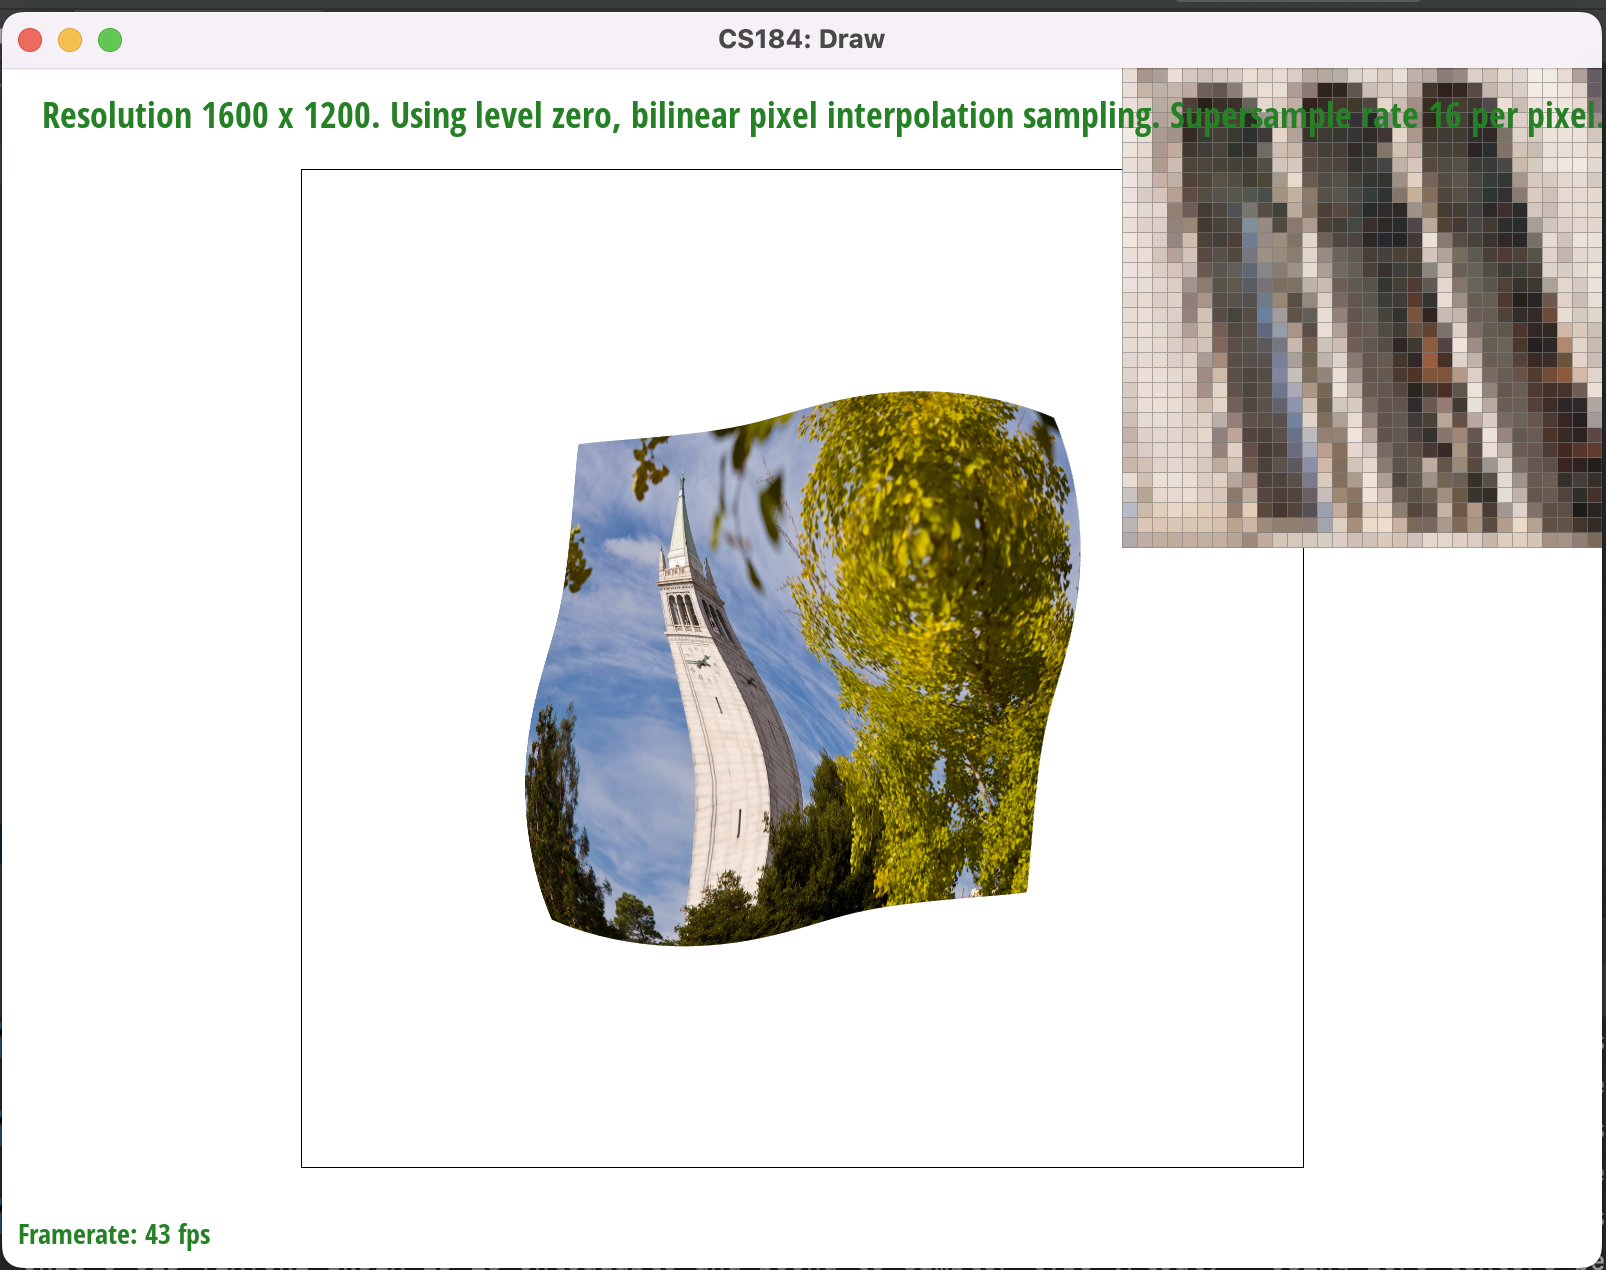 CS184: Draw
Resolution 1600 x 1200. Using level zero, bilinear pixel interpolation sampling. Supersample rate 16 per pixel.
Framerate: 43 fps